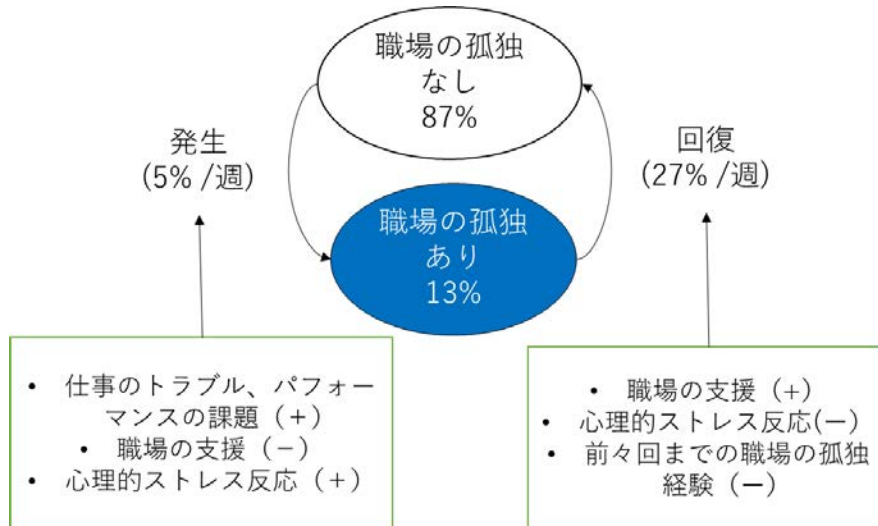 職場の孤独
なし
87%
発生
(5% /週)
回復
(27% /週)
職場の孤独
あり
13%
• 仕事のトラブル、パフォー
マンスの課題（+）
• 職場の支援（−）
• 心理的ストレス反応（+）
• 職場の支援（+）
• 心理的ストレス反応(ー)
• 前々回までの職場の孤独
経験（ー）